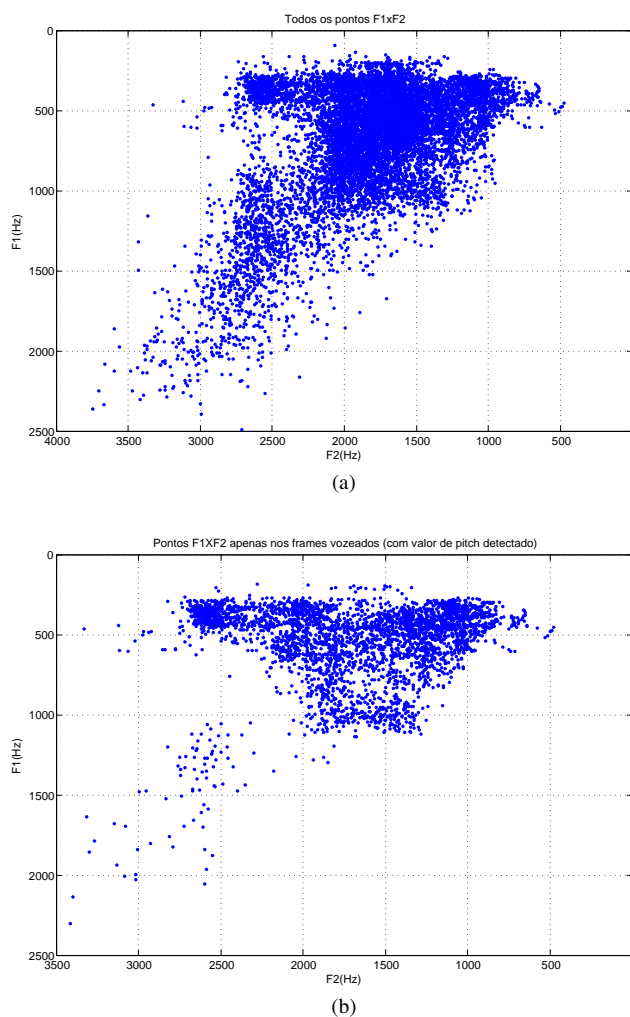 Todos os pontos F1xF2
0
500
1000
1500
2000
2500
F1(Hz)
4000 3500 3000 2500 2000 1500 1000 500
F2(Hz)
(a)
Pontos F1XF2 apenas nos frames vozeados (com valor de pitch detectado)
0
500
1000
1500
2000
2500
F1(Hz)
3500 3000 2500 2000 1500 1000 500
F2(Hz)
(b)